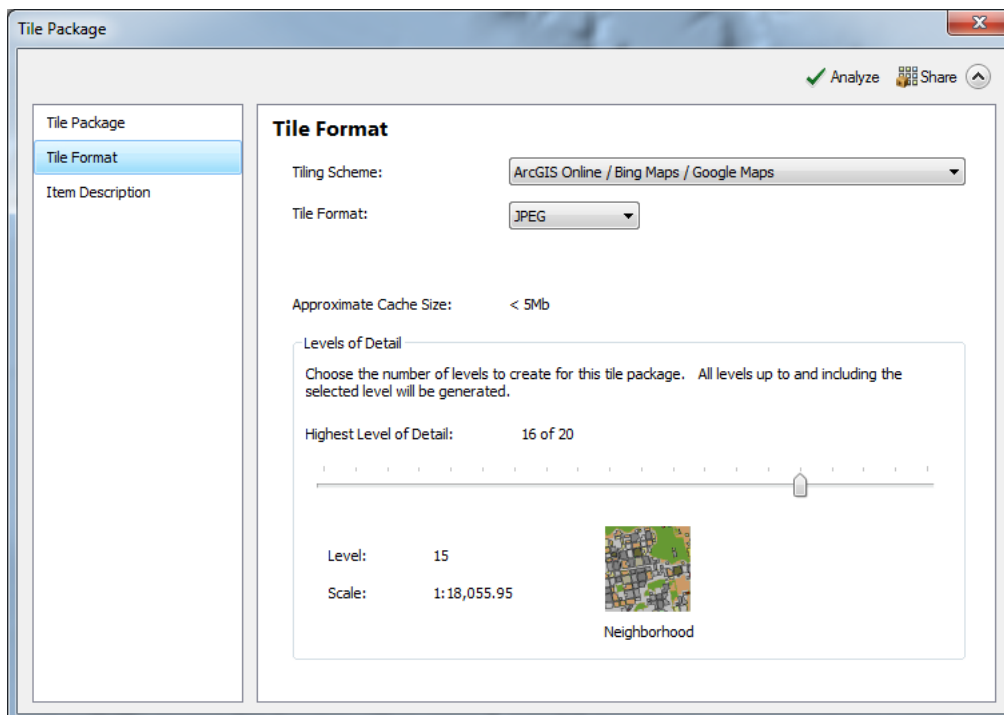 Tile Package
Analyze Share
Tile Package
Tile Format
Item Description
Tile Format
Tiling Scheme: ArcGIS Online / Bing Maps / Google Maps
Tile Format: JPEG
Approximate Cache Size: < 5Mb
Levels of Detail
Choose the number of levels to create for this tile package. All levels up to and including the
selected level will be generated.
Highest Level of Detail: 16 of 20
Level: 15
Scale: 1:18,055.95
Neighborhood